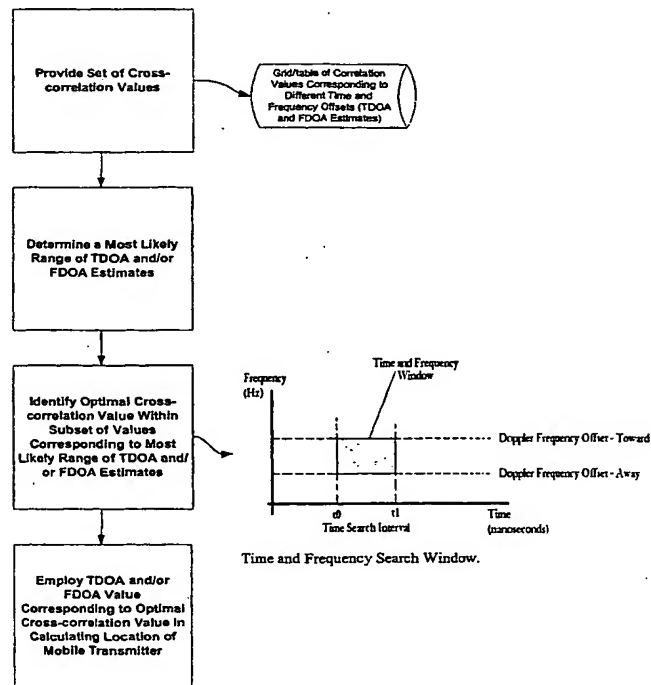 Provide Set of Cross-
correlation Values
Grid/table of Correlation
Values Corresponding to
Different Time and
Frequency Offsets (TDOA
and FDOA Estimates)
Determine a Most Likely
Range of TDOA and/or
FDOA Estimates
Identify Optimal Cross-
correlation Value Within
Subset of Values
Corresponding to Most
Likely Range of TDOA and/
or FDOA Estimates
Frequency
(Hz)
Time and Frequency
Window
Doppler Frequency Offset - Toward
Doppler Frequency Offset - Away
t0
t1
Time Search Interval
Time
(nanoseconds)
Time and Frequency Search Window.
Employ TDOA and/or
FDOA Value
Corresponding to Optimal
Cross-correlation Value in
Calculating Location of
Mobile Transmitter